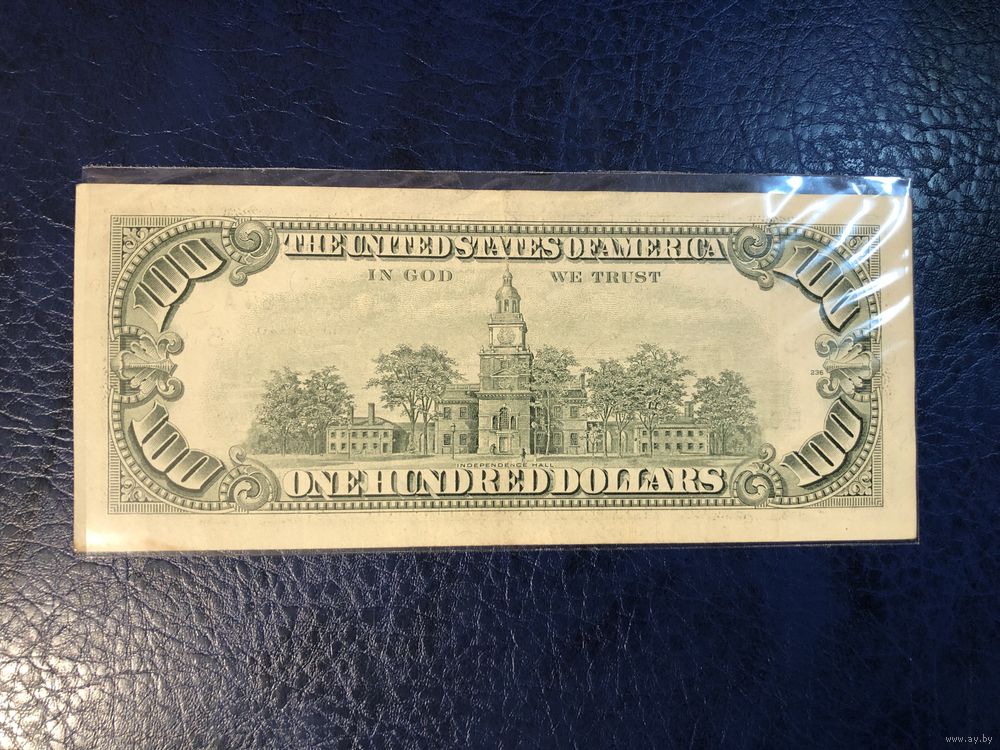 100 THE UNITED STATES OF AMERICA 100
IN GOD WE TRUST
236
INDEPENDENCE HALL
100 ONE HUNDRED DOLLARS 100
www.ay.by